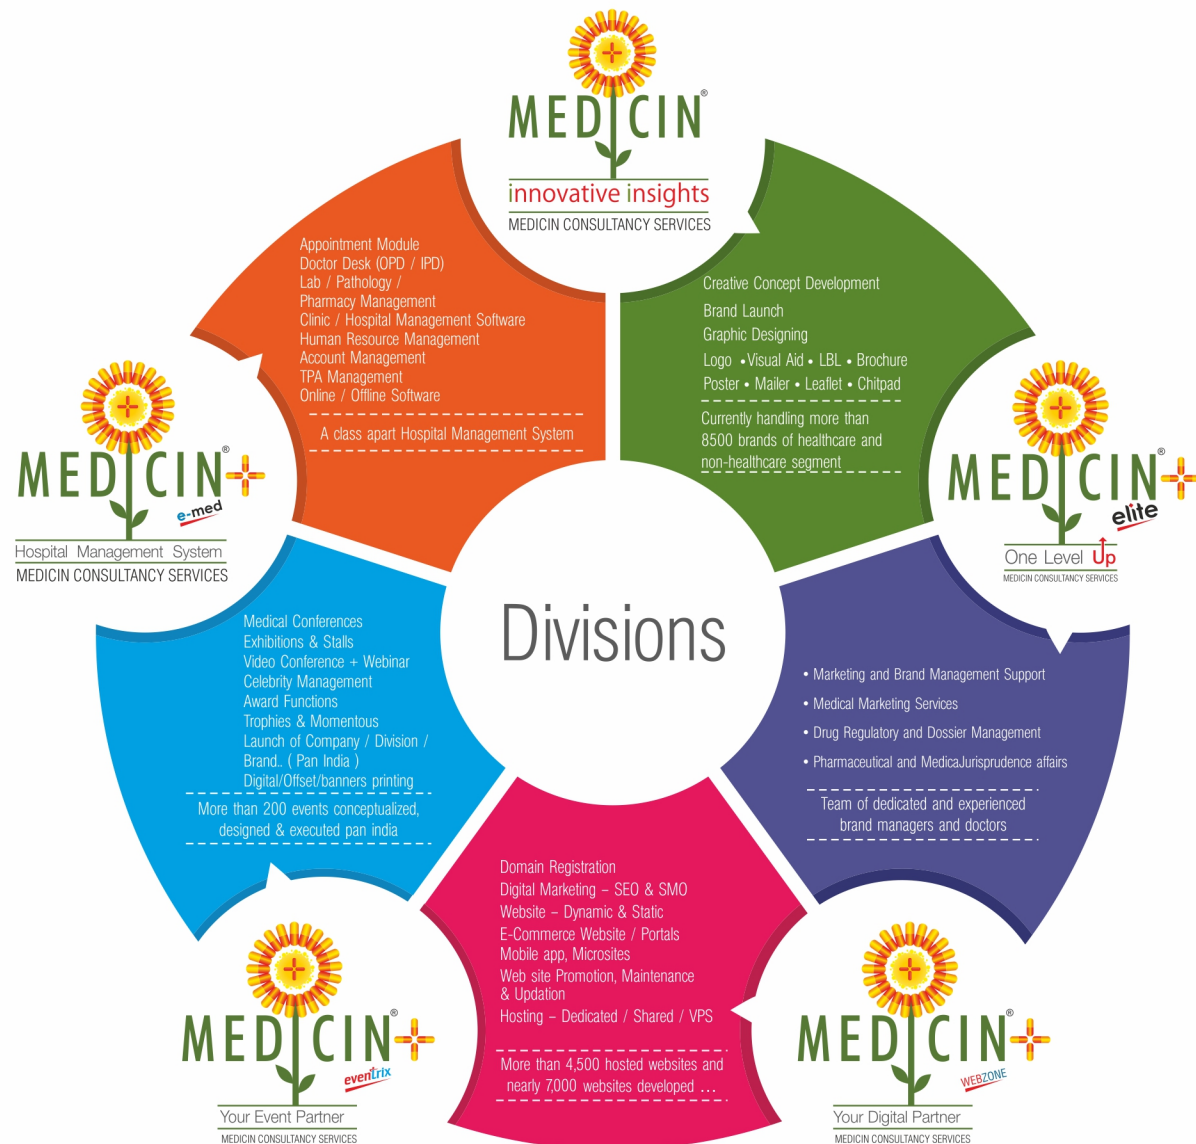 MEDICIN®
innovative insights
MEDICIN CONSULTANCY SERVICES
Appointment Module
Doctor Desk (OPD / IPD)
Lab / Pathology /
Pharmacy Management
Clinic / Hospital Management Software
Human Resource Management
Account Management
TPA Management
Online / Offline Software
A class apart Hospital Management System
Creative Concept Development
Brand Launch
Graphic Designing
Logo • Visual Aid • LBL • Brochure
Poster • Mailer • Leaflet • Chitpad
Currently handling more than
8500 brands of healthcare and
non-healthcare segment
MEDICIN®+
e-med
Hospital Management System
MEDICIN CONSULTANCY SERVICES
MEDICIN®+
elite
One Level Up
MEDICIN CONSULTANCY SERVICES
Divisions
Medical Conferences
Exhibitions & Stalls
Video Conference + Webinar
Celebrity Management
Award Functions
Trophies & Momentous
Launch of Company / Division /
Brand.. ( Pan India )
Digital/Offset/banners printing
More than 200 events conceptualized,
designed & executed pan india
• Marketing and Brand Management Support
• Medical Marketing Services
• Drug Regulatory and Dossier Management
• Pharmaceutical and MedicaJurisprudence affairs
Team of dedicated and experienced
brand managers and doctors
Domain Registration
Digital Marketing – SEO & SMO
Website – Dynamic & Static
E-Commerce Website / Portals
Mobile app, Microsites
Web site Promotion, Maintenance
& Updation
Hosting – Dedicated / Shared / VPS
More than 4,500 hosted websites and
nearly 7,000 websites developed ...
MEDICIN®+
eventrix
Your Event Partner
MEDICIN CONSULTANCY SERVICES
MEDICIN®+
WEBZONE
Your Digital Partner
MEDICIN CONSULTANCY SERVICES